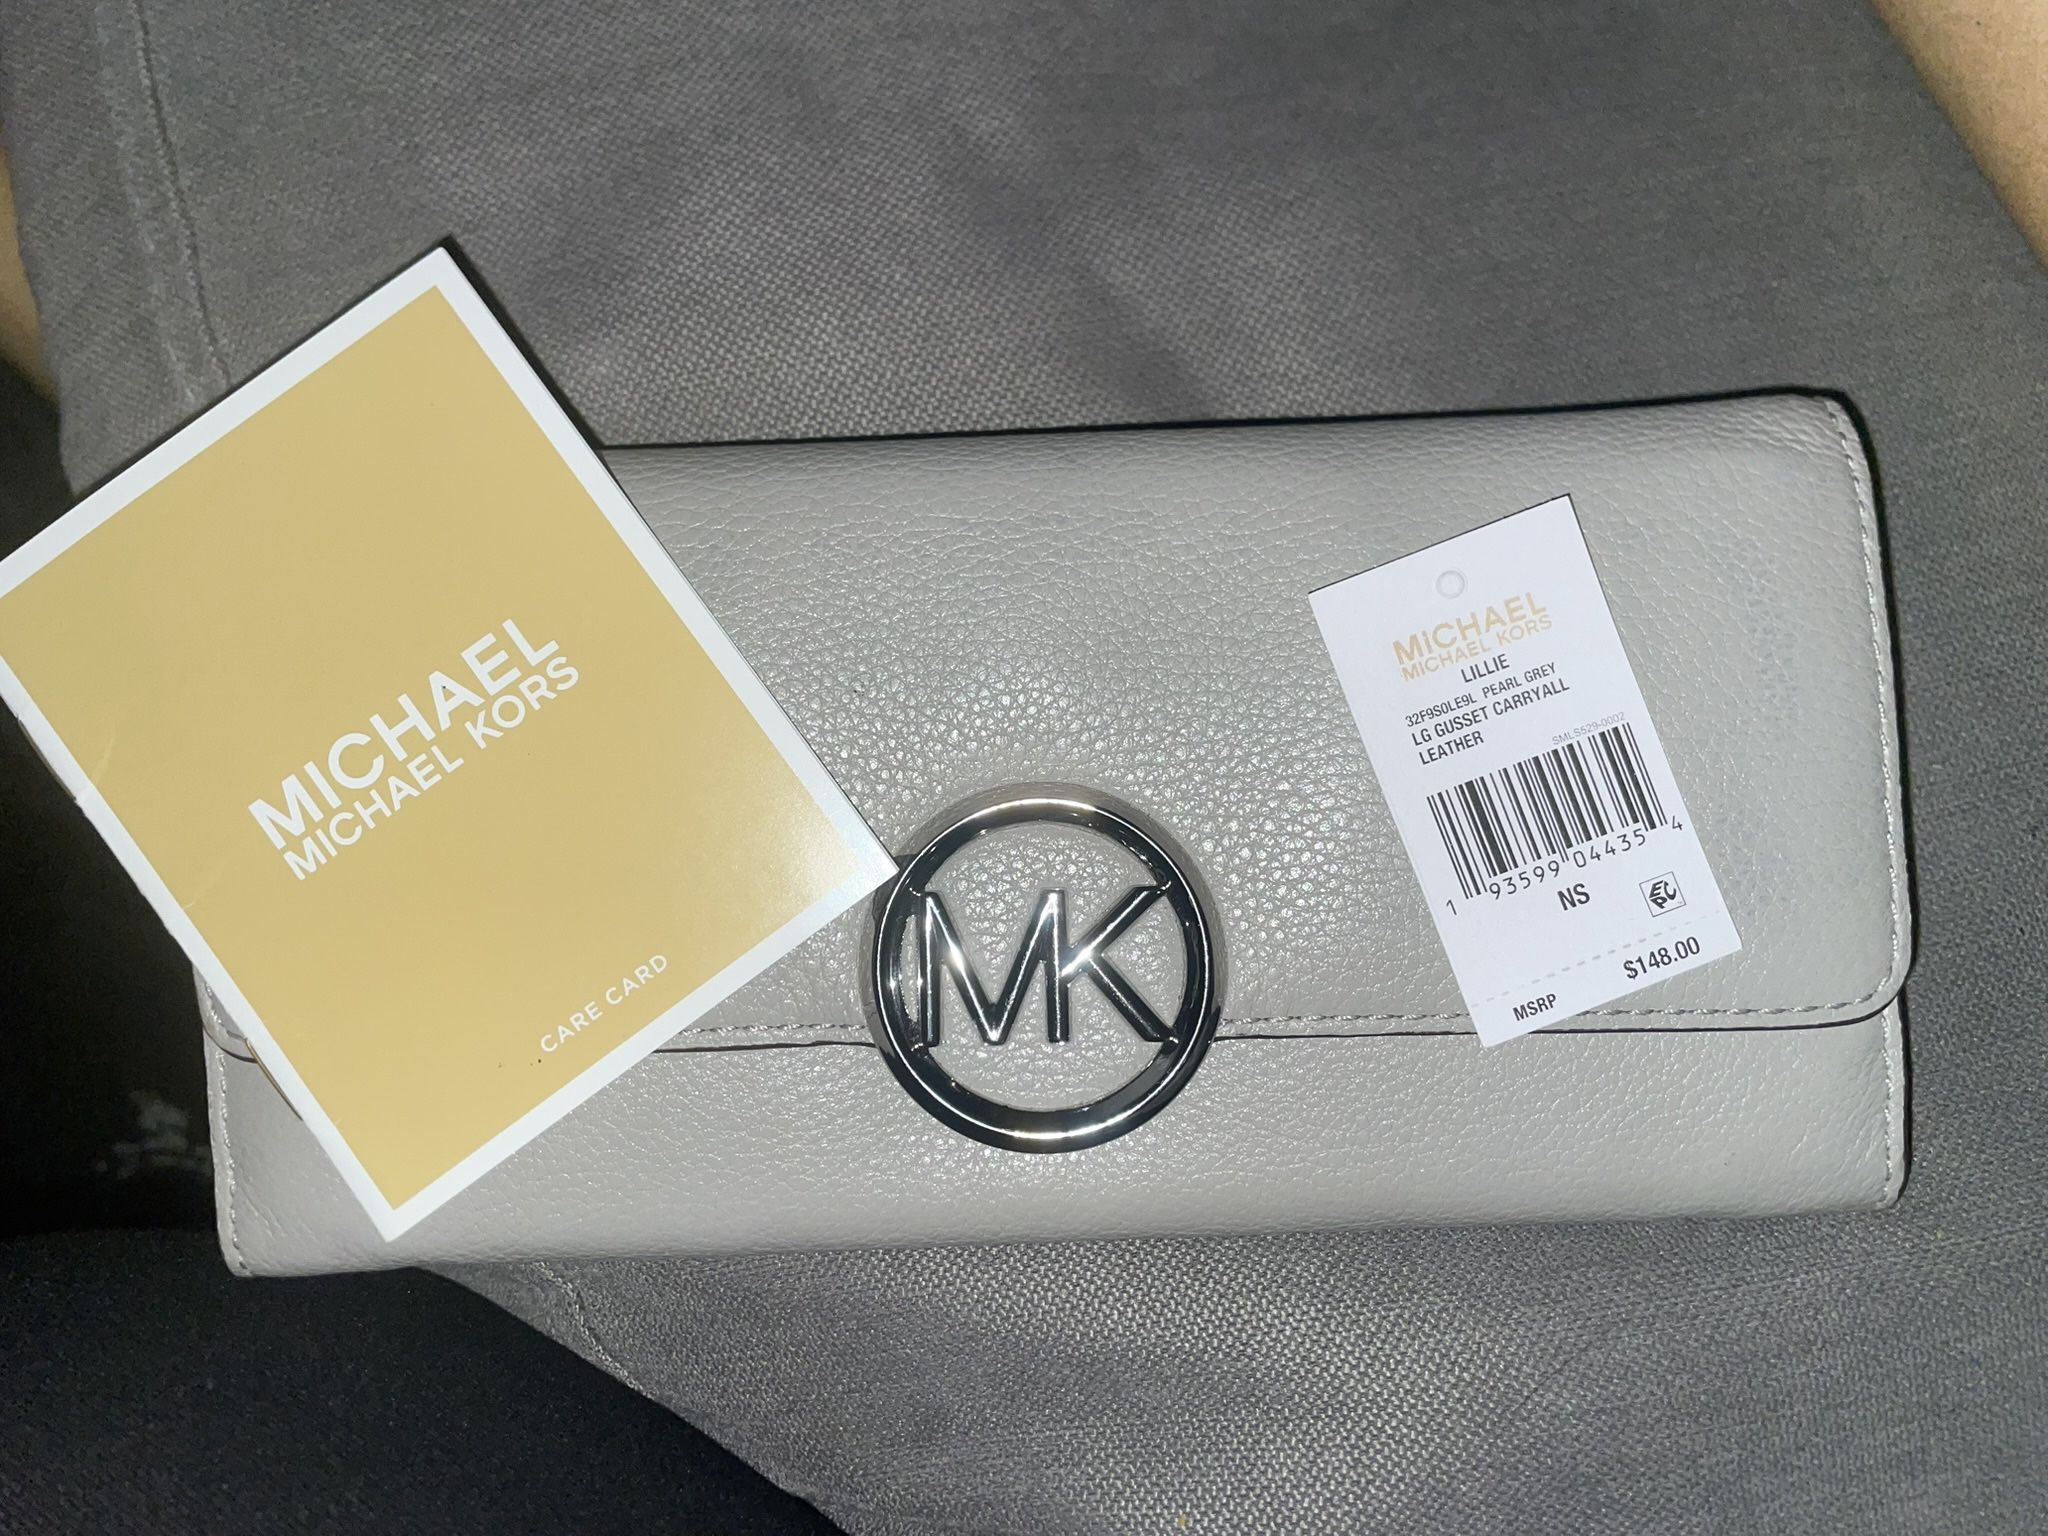 MICHAEL
MICHAEL KORS
CARE CARD
MK
MICHAEL
MICHAEL KORS
LILLIE
32F9S0LE9L PEARL GREY
LG GUSSET CARRYALL
LEATHER
SMLS529-0002
1 93599 04435 4
NS
EPC
MSRP $148.00